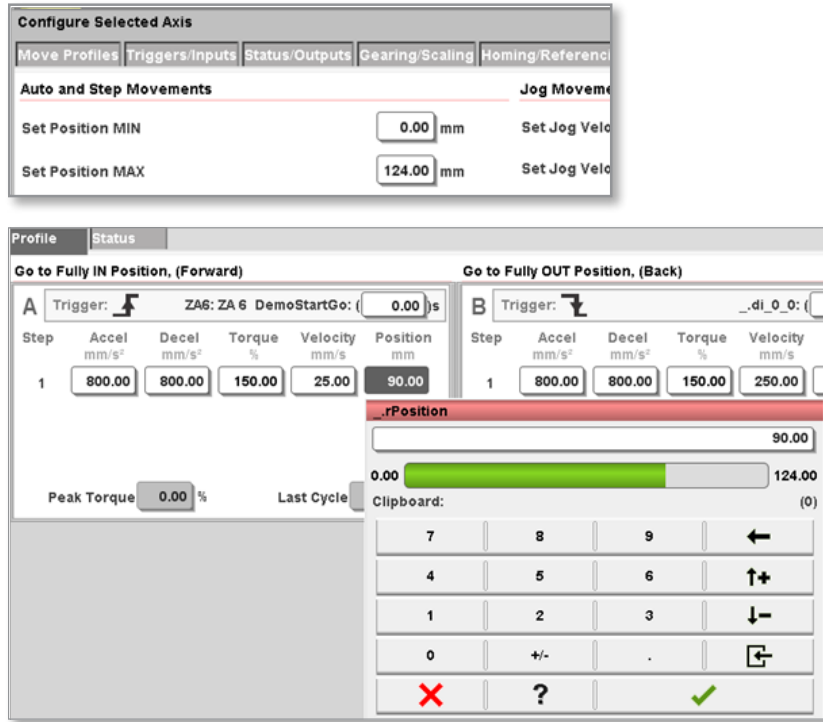 Configure Selected Axis
Move Profiles Triggers/Inputs Status/Outputs Gearing/Scaling Homing/Referenci
Auto and Step Movements Jog Moveme
Set Position MIN 0.00 mm Set Jog Velo
Set Position MAX 124.00 mm Set Jog Velo
Profile Status
Go to Fully IN Position, (Forward) Go to Fully OUT Position, (Back)
A Trigger: ZA6: ZA 6 DemoStartGo: ( 0.00 )s B Trigger: _.di_0_0: (
Step Accel Decel Torque Velocity Position Step Accel Decel Torque Velocity
mm/s² mm/s² % mm/s mm mm/s² mm/s² % mm/s
1 800.00 800.00 150.00 25.00 90.00 1 800.00 800.00 150.00 250.00
_.rPosition
90.00
0.00 124.00
Peak Torque 0.00 % Last Cycle Clipboard: (0)
7 8 9
4 5 6
1 2 3
0 +/- .
?